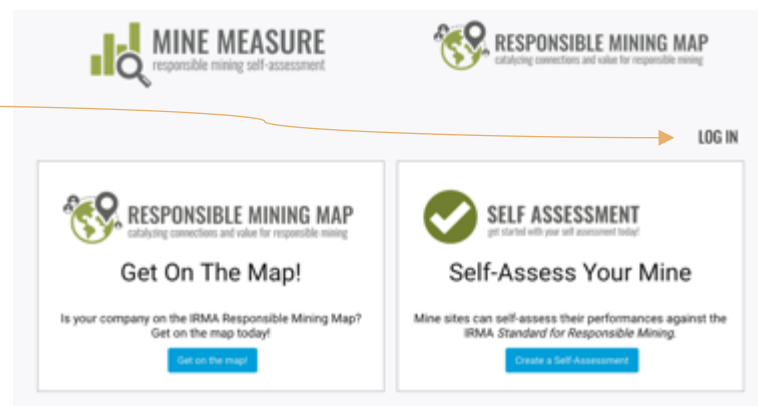 MINE MEASURE
responsible mining self-assessment
RESPONSIBLE MINING MAP
catalyzing connections and value for responsible mining
LOG IN
RESPONSIBLE MINING MAP
catalyzing connections and value for responsible mining
Get On The Map!
Is your company on the IRMA Responsible Mining Map?
Get on the map today!
Get on the map!
SELF ASSESSMENT
get started with your self assessment today!
Self-Assess Your Mine
Mine sites can self-assess their performances against the
IRMA Standard for Responsible Mining.
Create a Self-Assessment